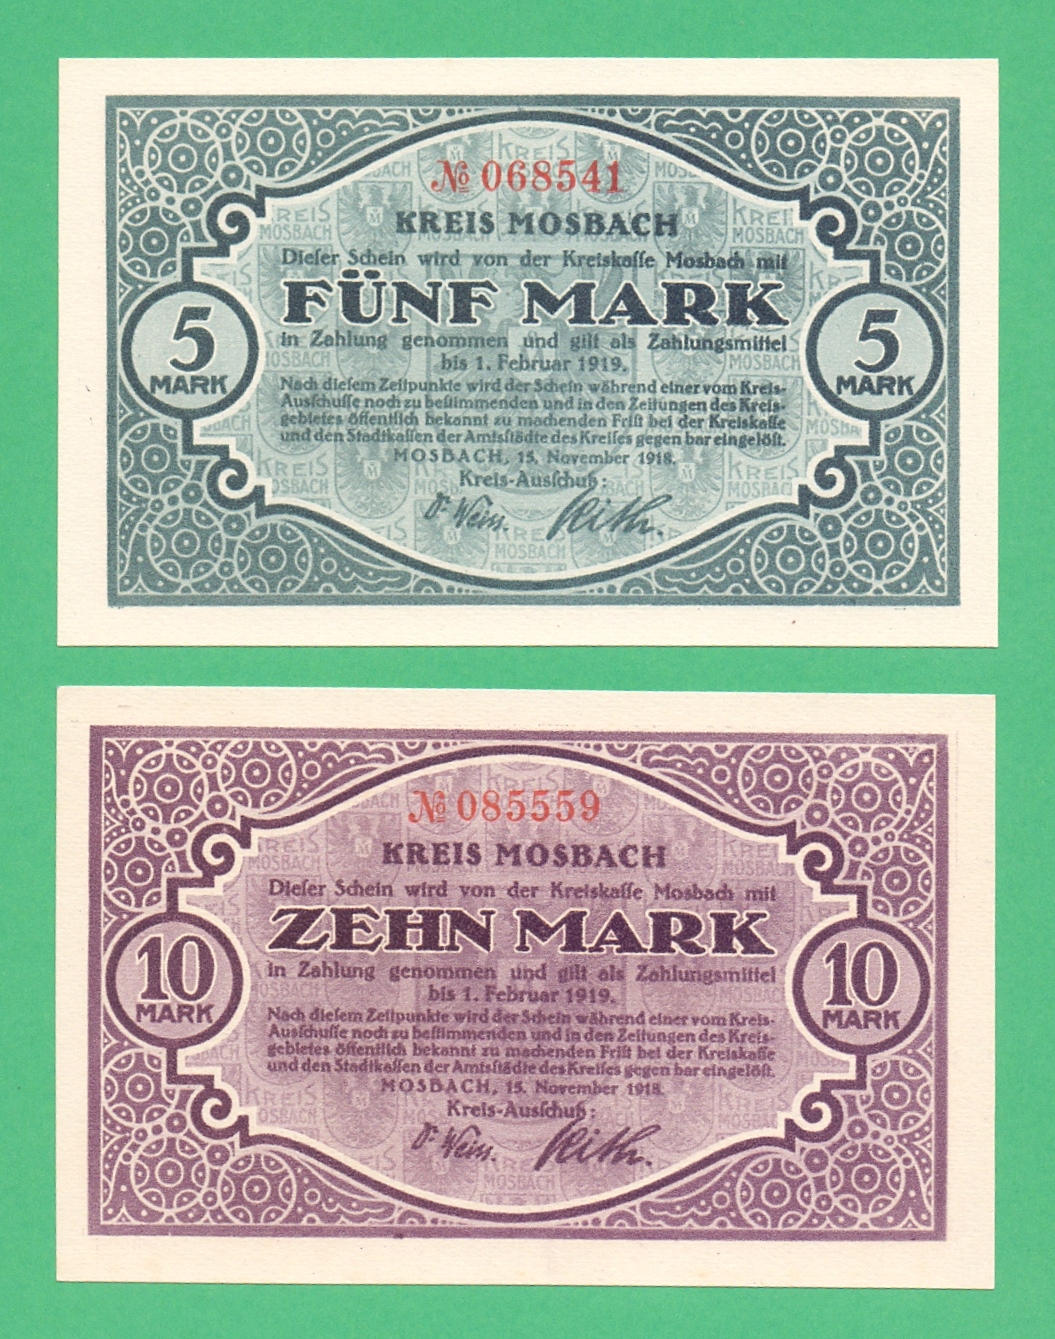 № 068541
KREIS MOSBACH
Dieſer Schein wird von der Kreiskaſſe Mosbach mit
FÜNF MARK
in Zahlung genommen und gilt als Zahlungsmittel
bis 1. Februar 1919.
Nach dieſem Zeitpunkte wird der Schein während einer vom Kreis-
Ausſchuſſe noch zu beſtimmenden und in den Zeitungen des Kreis-
gebietes öffentlich bekannt zu machenden Friſt bei der Kreiskaſſe
und den Stadtkaſſen der Amtsſtädte des Kreiſes gegen bar eingelöſt.
MOSBACH, 15. November 1918.
Kreis-Ausſchuß:
5
MARK
5
MARK
№ 085559
KREIS MOSBACH
Dieſer Schein wird von der Kreiskaſſe Mosbach mit
ZEHN MARK
in Zahlung genommen und gilt als Zahlungsmittel
bis 1. Februar 1919.
Nach dieſem Zeitpunkte wird der Schein während einer vom Kreis-
Ausſchuſſe noch zu beſtimmenden und in den Zeitungen des Kreis-
gebietes öffentlich bekannt zu machenden Friſt bei der Kreiskaſſe
und den Stadtkaſſen der Amtsſtädte des Kreiſes gegen bar eingelöſt.
MOSBACH, 15. November 1918.
Kreis-Ausſchuß:
10
MARK
10
MARK